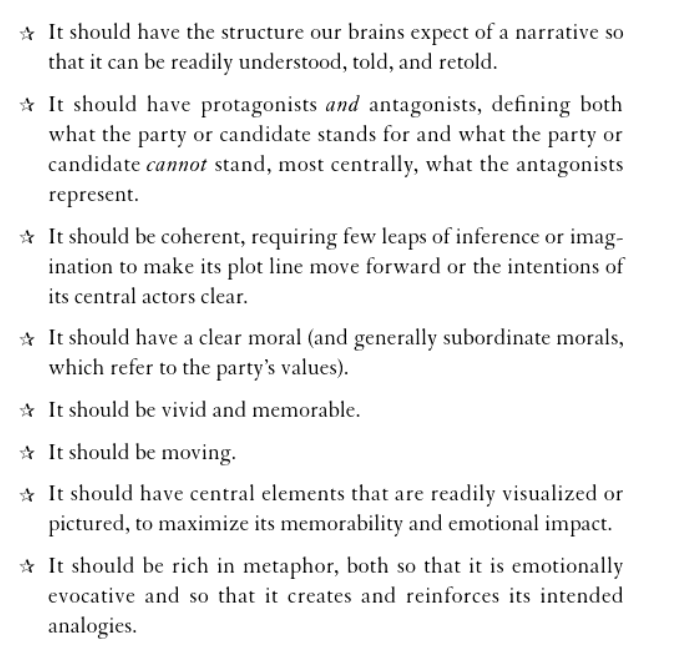 ☆ It should have the structure our brains expect of a narrative so
that it can be readily understood, told, and retold.
☆ It should have protagonists and antagonists, defining both
what the party or candidate stands for and what the party or
candidate cannot stand, most centrally, what the antagonists
represent.
☆ It should be coherent, requiring few leaps of inference or imag-
ination to make its plot line move forward or the intentions of
its central actors clear.
☆ It should have a clear moral (and generally subordinate morals,
which refer to the party's values).
☆ It should be vivid and memorable.
☆ It should be moving.
☆ It should have central elements that are readily visualized or
pictured, to maximize its memorability and emotional impact.
☆ It should be rich in metaphor, both so that it is emotionally
evocative and so that it creates and reinforces its intended
analogies.